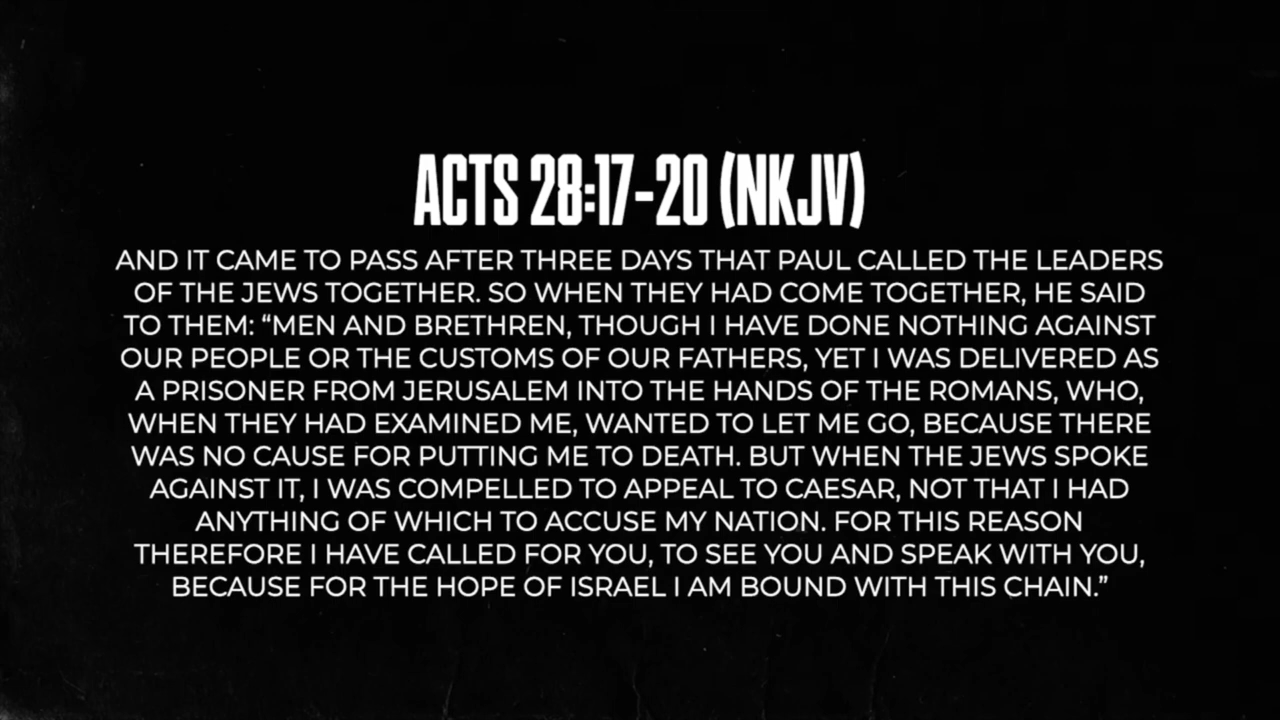 ACTS 28:17-20 (NKJV)
AND IT CAME TO PASS AFTER THREE DAYS THAT PAUL CALLED THE LEADERS
OF THE JEWS TOGETHER. SO WHEN THEY HAD COME TOGETHER, HE SAID
TO THEM: “MEN AND BRETHREN, THOUGH I HAVE DONE NOTHING AGAINST
OUR PEOPLE OR THE CUSTOMS OF OUR FATHERS, YET I WAS DELIVERED AS
A PRISONER FROM JERUSALEM INTO THE HANDS OF THE ROMANS, WHO,
WHEN THEY HAD EXAMINED ME, WANTED TO LET ME GO, BECAUSE THERE
WAS NO CAUSE FOR PUTTING ME TO DEATH. BUT WHEN THE JEWS SPOKE
AGAINST IT, I WAS COMPELLED TO APPEAL TO CAESAR, NOT THAT I HAD
ANYTHING OF WHICH TO ACCUSE MY NATION. FOR THIS REASON
THEREFORE I HAVE CALLED FOR YOU, TO SEE YOU AND SPEAK WITH YOU,
BECAUSE FOR THE HOPE OF ISRAEL I AM BOUND WITH THIS CHAIN.”